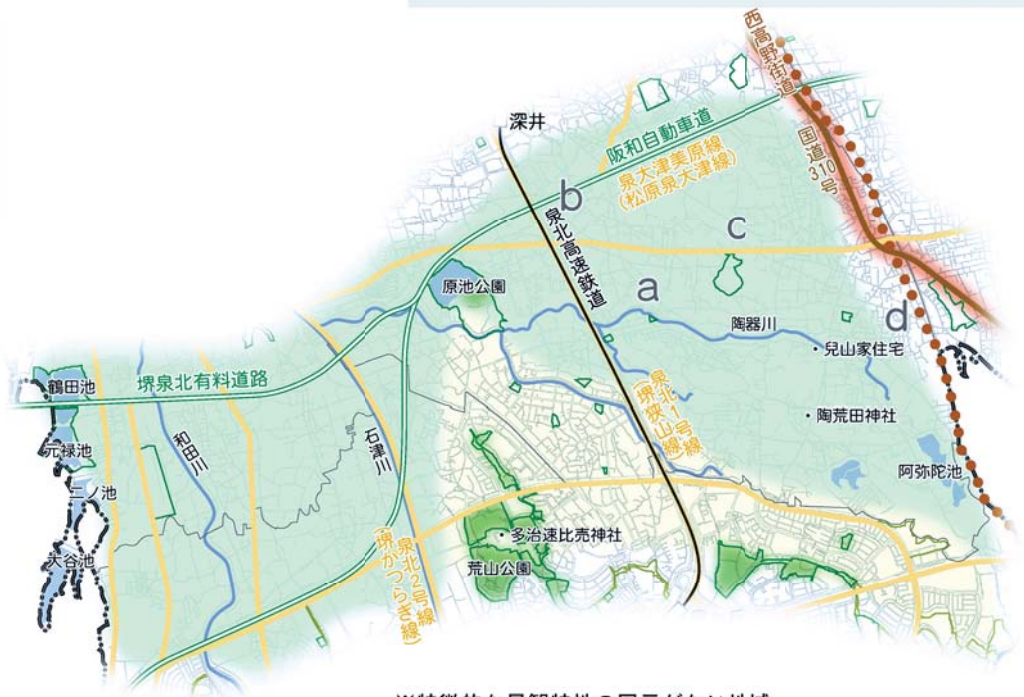 西高野街道
深井
阪和自動車道
泉大津美原線
(松原泉大津線)
国道310号
b
泉北高速鉄道
c
原池公園
a
陶器川
d
・兒山家住宅
鶴田池
堺泉北有料道路
泉北1号線
(堺狭山線)
・陶荒田神社
和田川
石津川
元禄池
阿弥陀池
二ノ池
・多治速比売神社
大谷池
泉北2号線
(堺かつらぎ線)
荒山公園